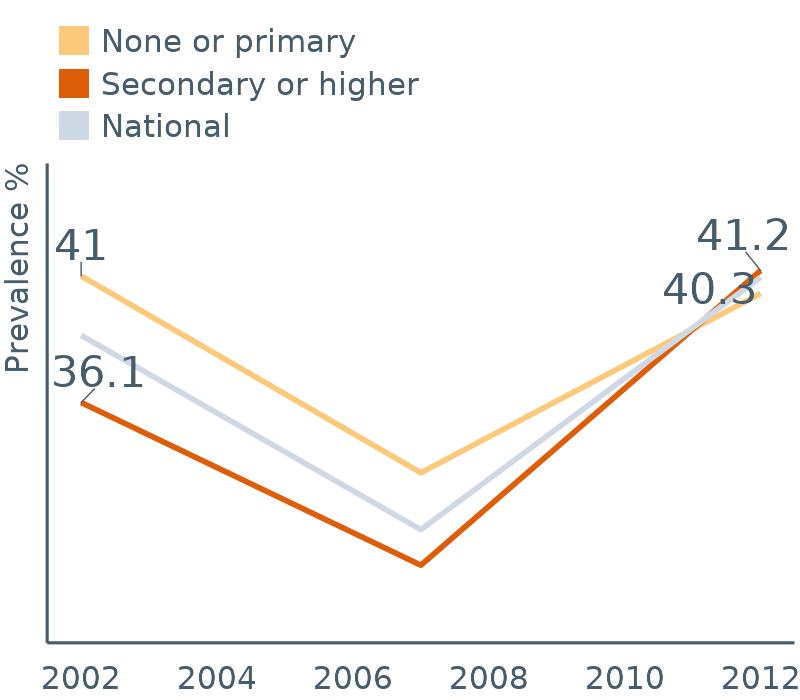 None or primary
Secondary or higher
National
Prevalence %
41
36.1
41.2
40.3
2002 2004 2006 2008 2010 2012